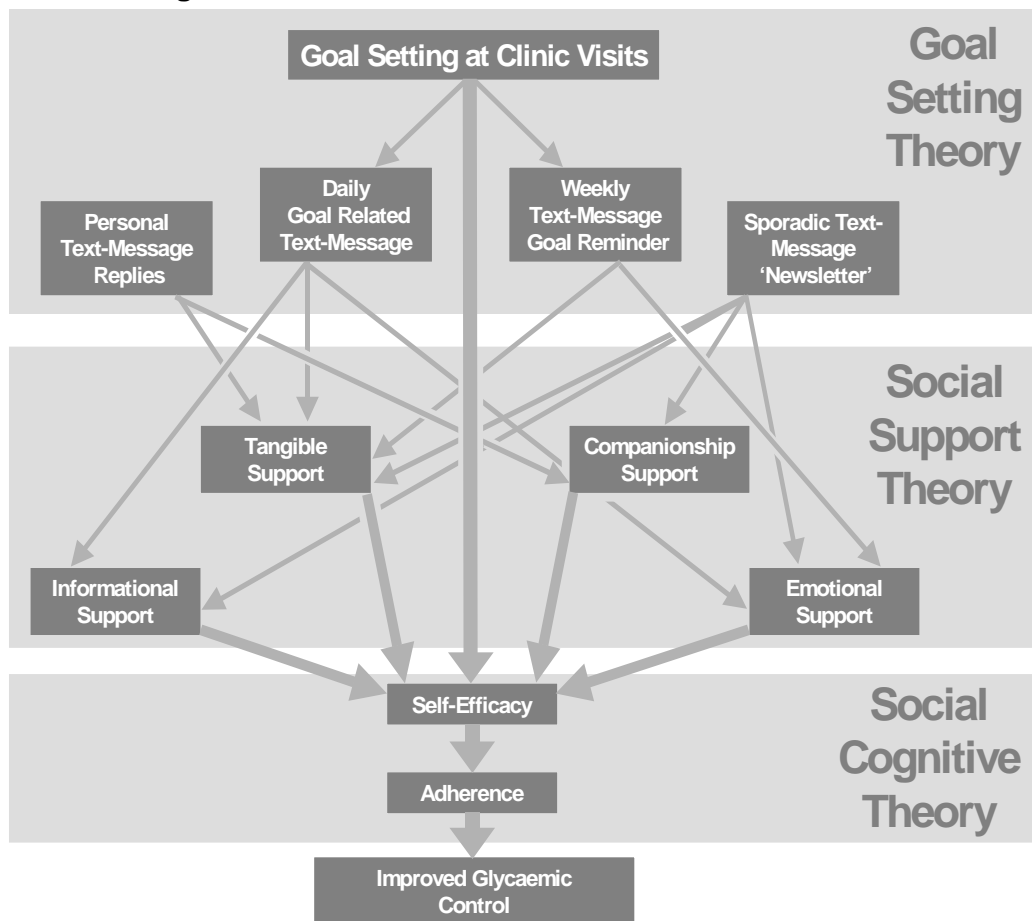 Goal Setting at Clinic Visits
Goal
Setting
Theory
Personal
Text-Message
Replies
Daily
Goal Related
Text-Message
Weekly
Text-Message
Goal Reminder
Sporadic Text-
Message
‘Newsletter’
Social
Support
Theory
Tangible
Support
Companionship
Support
Informational
Support
Emotional
Support
Self-Efficacy
Social
Cognitive
Theory
Adherence
Improved Glycaemic
Control